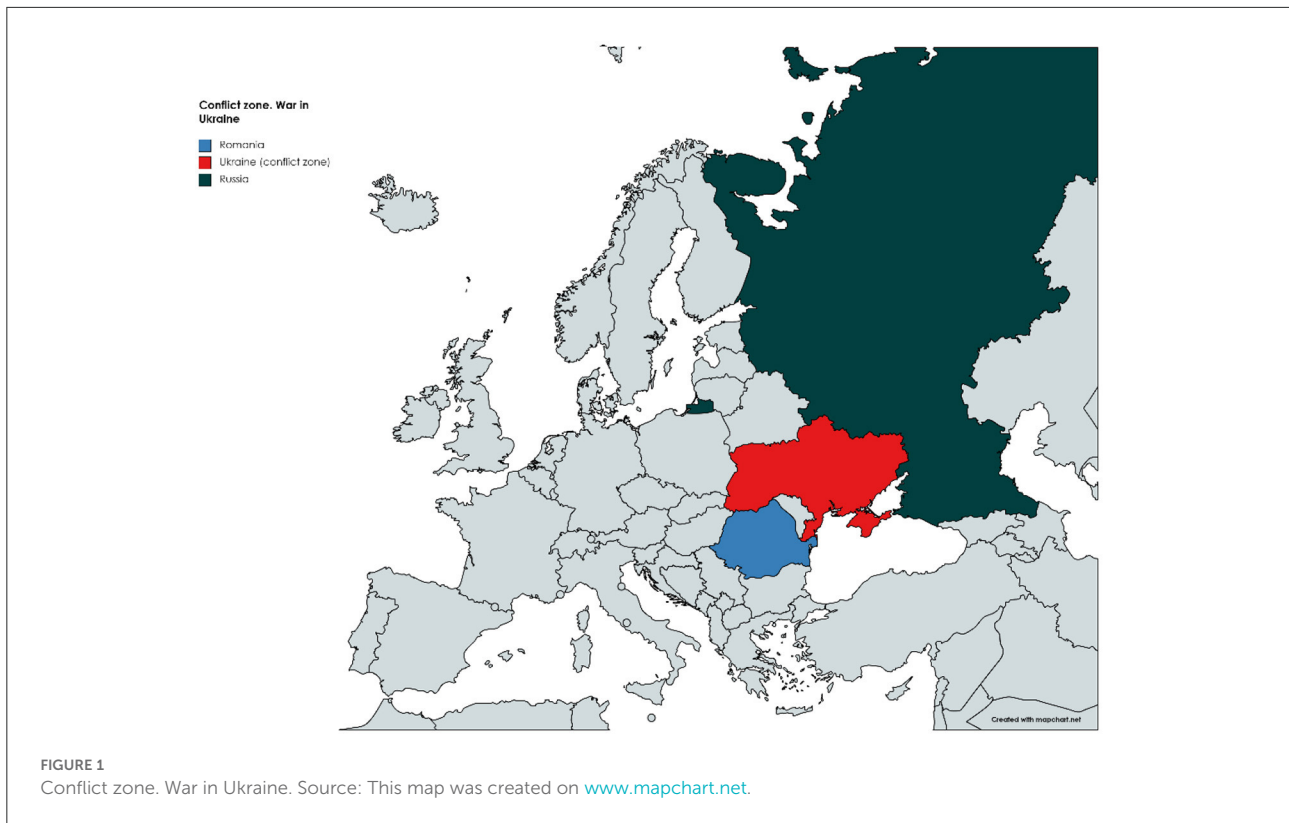 Conflict zone. War in
Ukraine
Romania
Ukraine (conflict zone)
Russia
Created with mapchart.net
FIGURE 1
Conflict zone. War in Ukraine. Source: This map was created on www.mapchart.net.